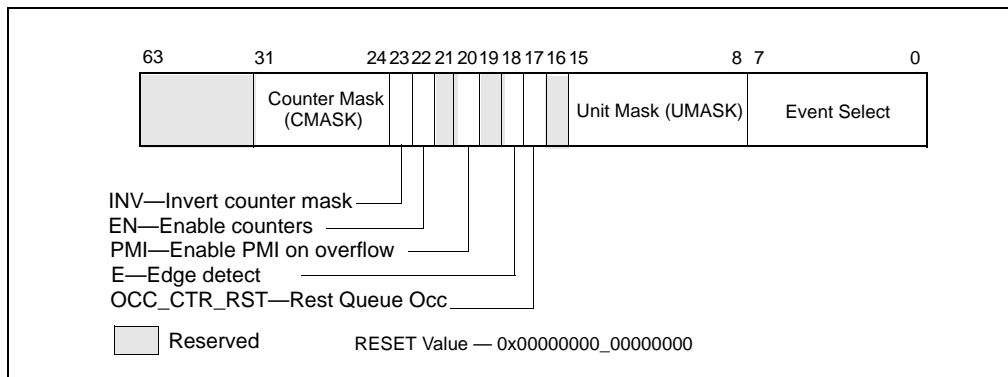 63 31 24 23 22 21 20 19 18 17 16 15 8 7 0
Counter Mask (CMASK) Unit Mask (UMASK) Event Select
INV—Invert counter mask
EN—Enable counters
PMI—Enable PMI on overflow
E—Edge detect
OCC_CTR_RST—Rest Queue Occ
Reserved RESET Value — 0x00000000_00000000